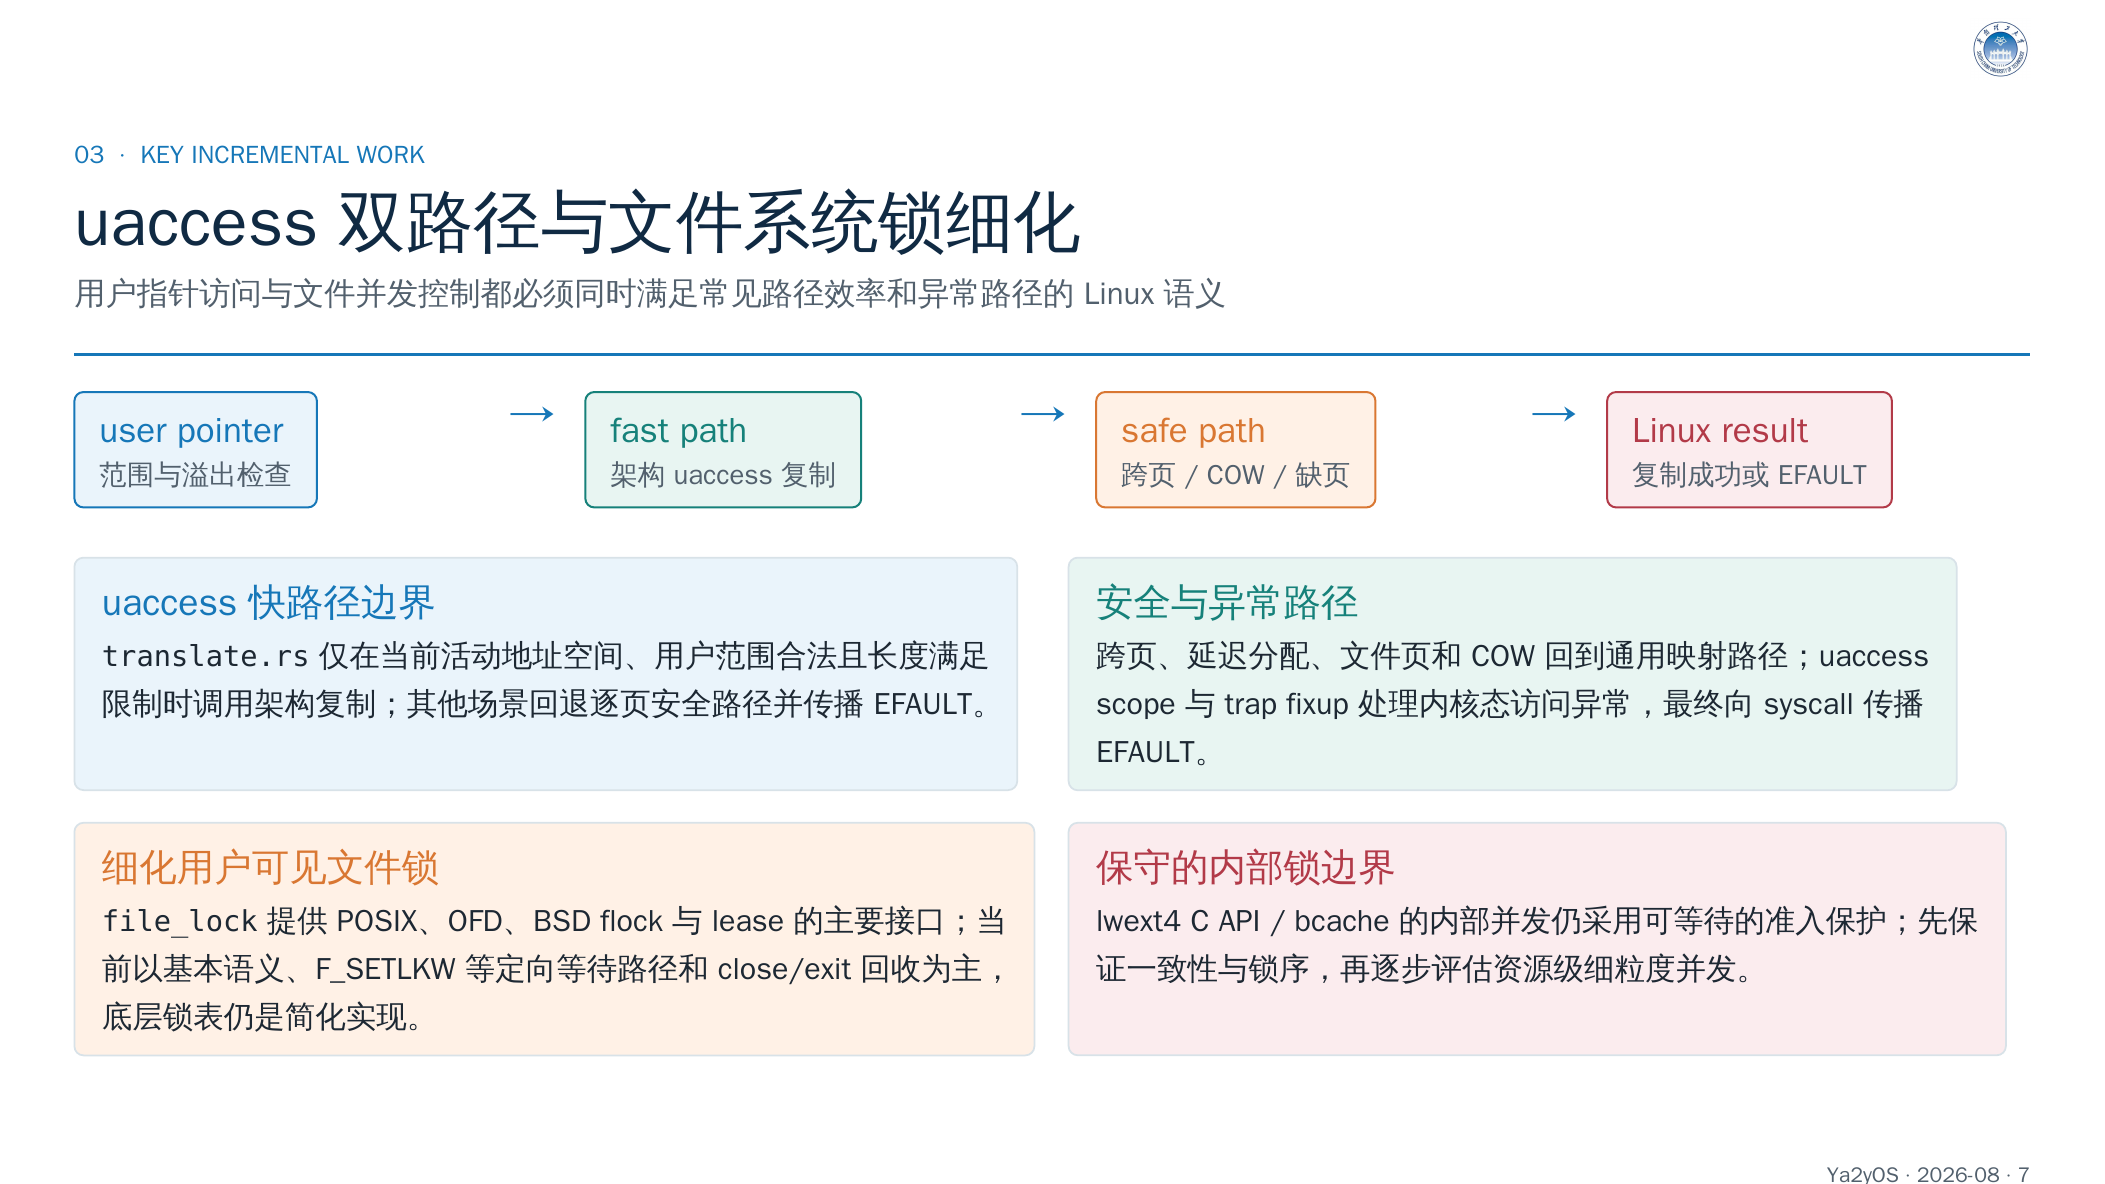 03 · KEY INCREMENTAL WORK
uaccess 双路径与文件系统锁细化
用户指针访问与文件并发控制都必须同时满足常见路径效率和异常路径的 Linux 语义
user pointer
范围与溢出检查
→
fast path
架构 uaccess 复制
→
safe path
跨页 / COW / 缺页
→
Linux result
复制成功或 EFAULT
uaccess 快路径边界
translate.rs 仅在当前活动地址空间、用户范围合法且长度满足
限制时调用架构复制；其他场景回退逐页安全路径并传播 EFAULT。
安全与异常路径
跨页、延迟分配、文件页和 COW 回到通用映射路径；uaccess
scope 与 trap fixup 处理内核态访问异常，最终向 syscall 传播
EFAULT。
细化用户可见文件锁
file_lock 提供 POSIX、OFD、BSD flock 与 lease 的主要接口；当
前以基本语义、F_SETLKW 等定向等待路径和 close/exit 回收为主，
底层锁表仍是简化实现。
保守的内部锁边界
lwext4 C API / bcache 的内部并发仍采用可等待的准入保护；先保
证一致性与锁序，再逐步评估资源级细粒度并发。
Ya2yOS · 2026-08 · 7